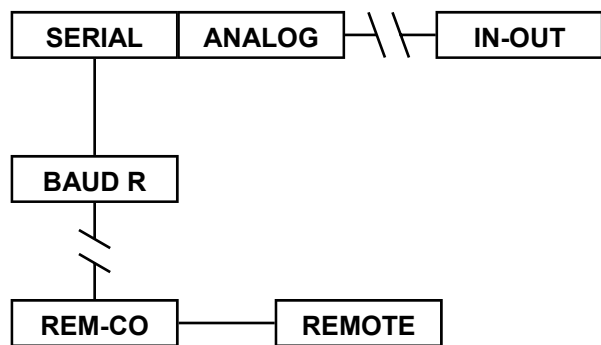 SERIAL ANALOG IN-OUT
BAUD R
REM-CO REMOTE